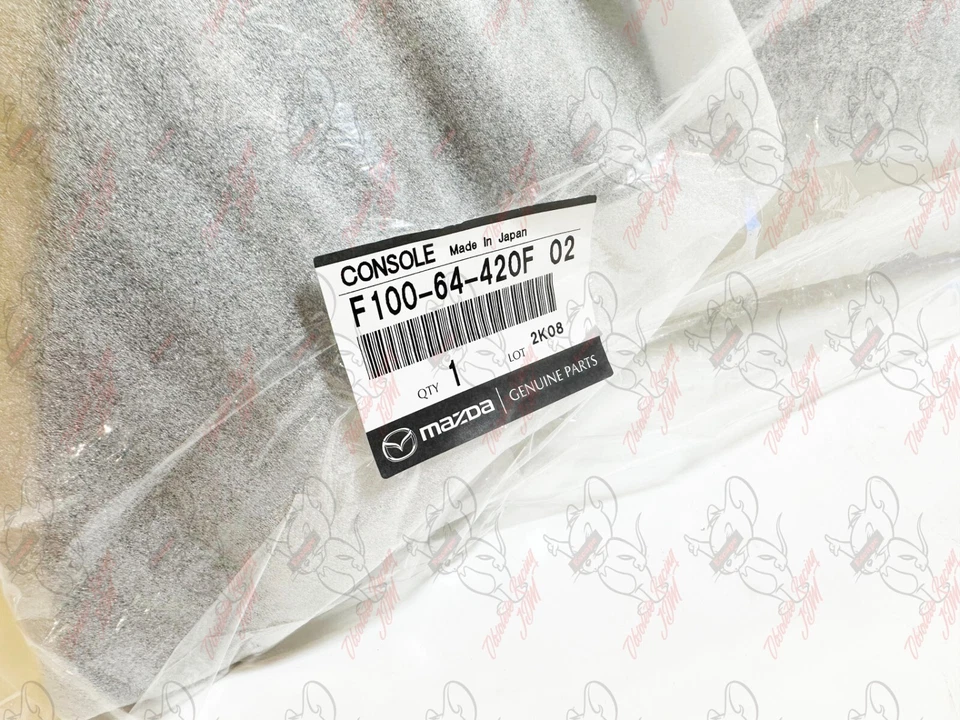 CONSOLE Made In Japan
F100-64-420F 02
QTY 1 LOT 2K08
mazda GENUINE PARTS